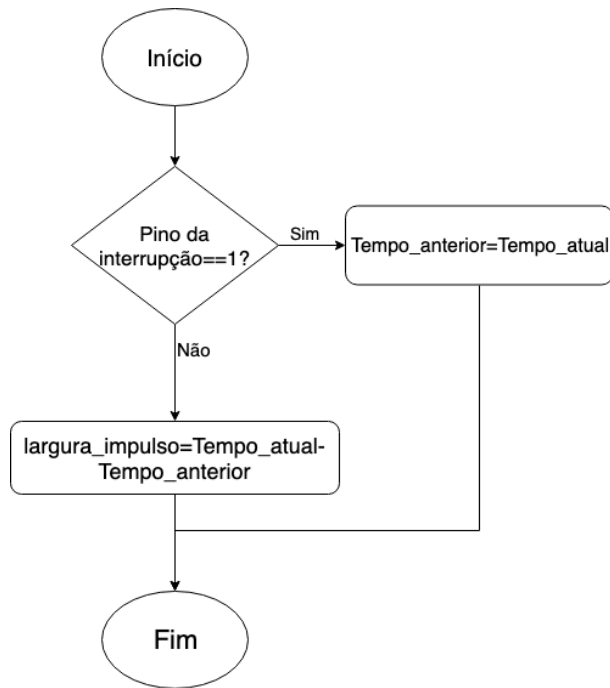 Início
Pino da
interrupção==1?
Sim
Tempo_anterior=Tempo_atual
Não
largura_impulso=Tempo_atual-
Tempo_anterior
Fim